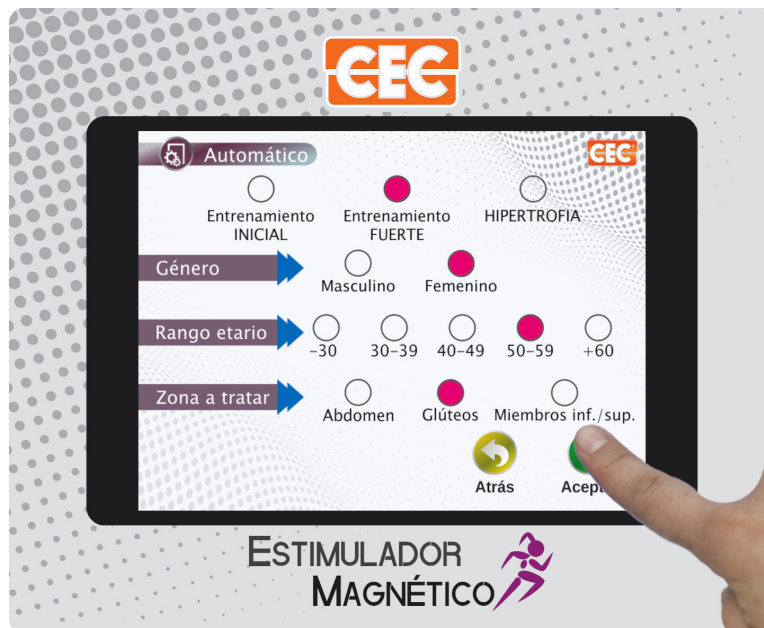 CEC
Automático
CEC
Entrenamiento
INICIAL
Entrenamiento
FUERTE
HIPERTROFIA
Género
Masculino
Femenino
Rango etario
-30
30-39
40-49
50-59
+60
Zona a tratar
Abdomen
Glúteos
Miembros inf./sup.
Atrás
ESTIMULADOR
MAGNÉTICO